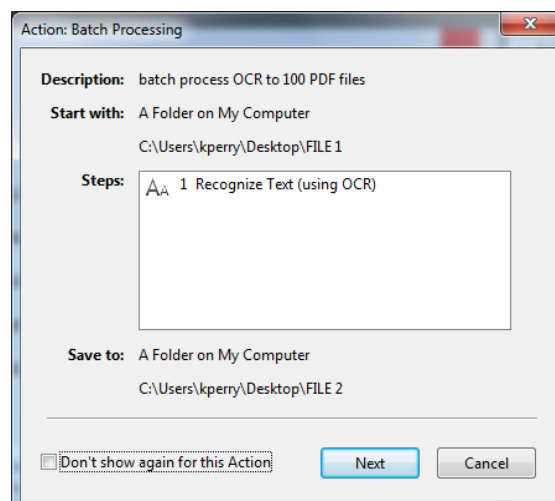 Action: Batch Processing
Description: batch process OCR to 100 PDF files
Start with: A Folder on My Computer
C:\Users\kperry\Desktop\FILE 1
Steps: AA 1 Recognize Text (using OCR)
Save to: A Folder on My Computer
C:\Users\kperry\Desktop\FILE 2
Don't show again for this Action Next Cancel